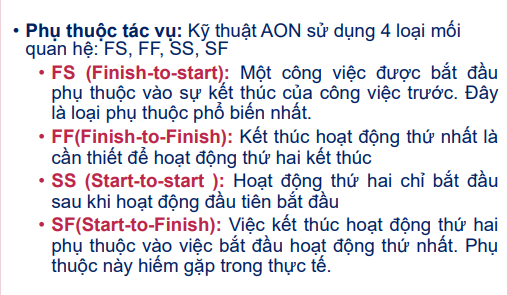 • Phụ thuộc tác vụ: Kỹ thuật AON sử dụng 4 loại mối
quan hệ: FS, FF, SS, SF
• FS (Finish-to-start): Một công việc được bắt đầu
phụ thuộc vào sự kết thúc của công việc trước. Đây
là loại phụ thuộc phổ biến nhất.
• FF(Finish-to-Finish): Kết thúc hoạt động thứ nhất là
cần thiết để hoạt động thứ hai kết thúc
• SS (Start-to-start ): Hoạt động thứ hai chỉ bắt đầu
sau khi hoạt động đầu tiên bắt đầu
• SF(Start-to-Finish): Việc kết thúc hoạt động thứ hai
phụ thuộc vào việc bắt đầu hoạt động thứ nhất. Phụ
thuộc này hiếm gặp trong thực tế.